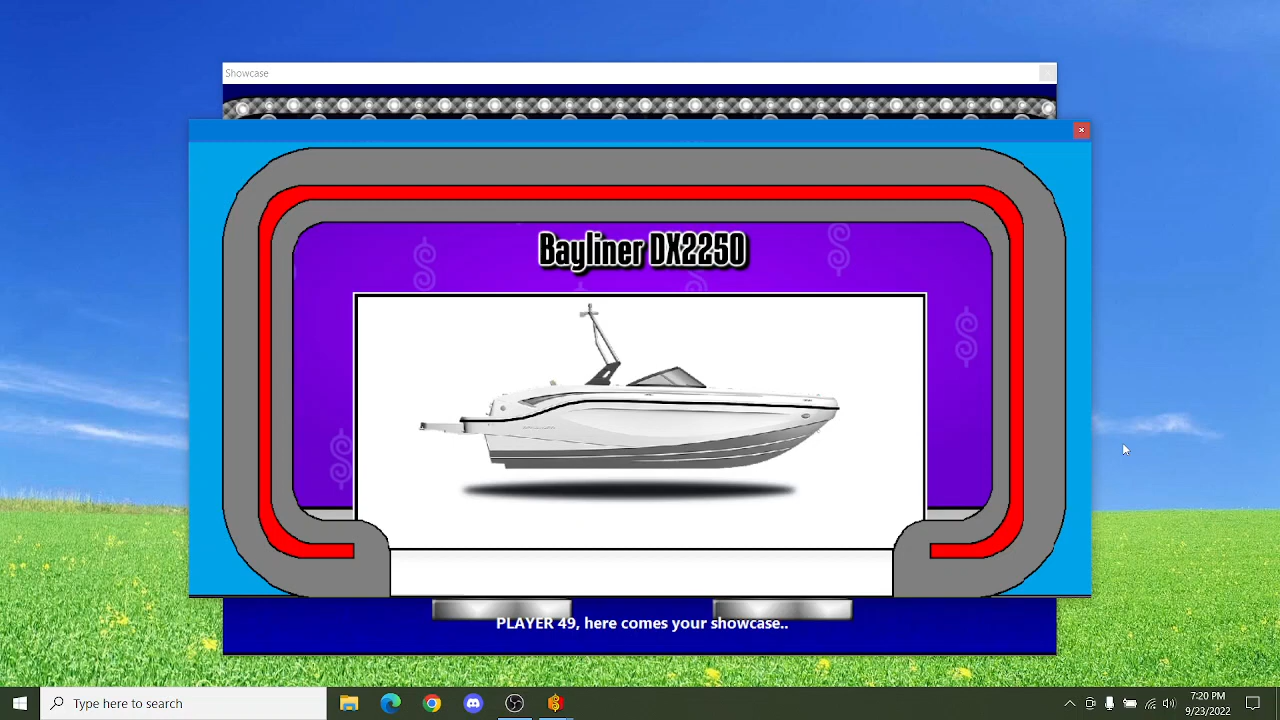 Showcase
Bayliner DX2250
PLAYER 49, here comes your showcase..
Type here to search
7:20 PM
9/23/2022